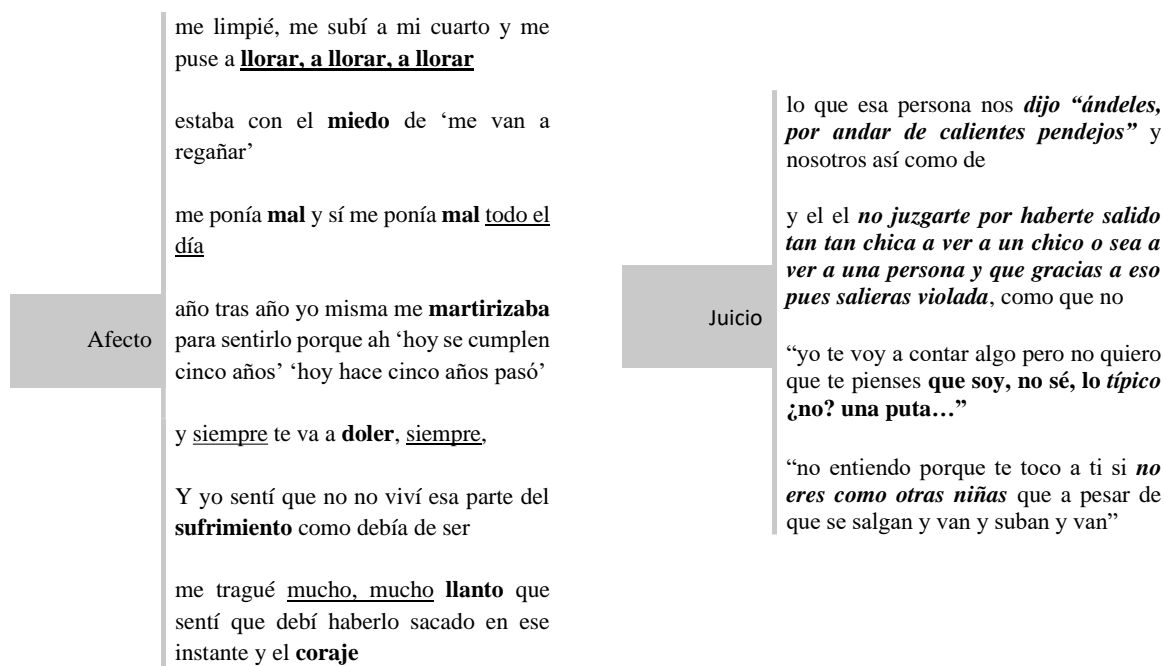 Afecto
me limpié, me subí a mi cuarto y me
puse a llorar, a llorar, a llorar
estaba con el miedo de ‘me van a
regañar’
me ponía mal y sí me ponía mal todo el
día
año tras año yo misma me martirizaba
para sentirlo porque ah ‘hoy se cumplen
cinco años’ ‘hoy hace cinco años pasó’
y siempre te va a doler, siempre,
Y yo sentí que no no viví esa parte del
sufrimiento como debía de ser
me tragué mucho, mucho llanto que
sentí que debí haberlo sacado en ese
instante y el coraje
Juicio
lo que esa persona nos dijo “ándeles,
por andar de calientes pendejos” y
nosotros así como de
y el el no juzgarte por haberte salido
tan tan chica a ver a un chico o sea a
ver a una persona y que gracias a eso
pues salieras violada, como que no
“yo te voy a contar algo pero no quiero
que te pienses que soy, no sé, lo típico
¿no? una puta…”
“no entiendo porque te toco a ti si no
eres como otras niñas que a pesar de
que se salgan y van y suban y van”